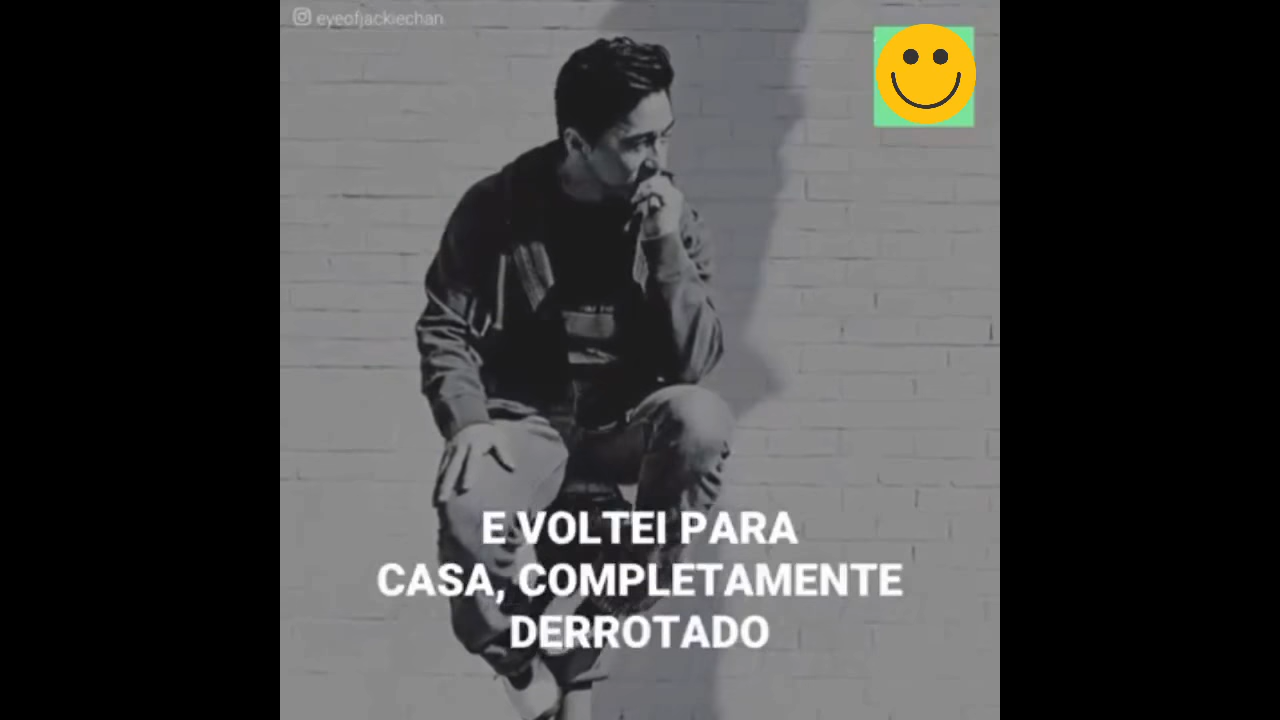 eyeofjackiechan
E VOLTEI PARA
CASA, COMPLETAMENTE
DERROTADO